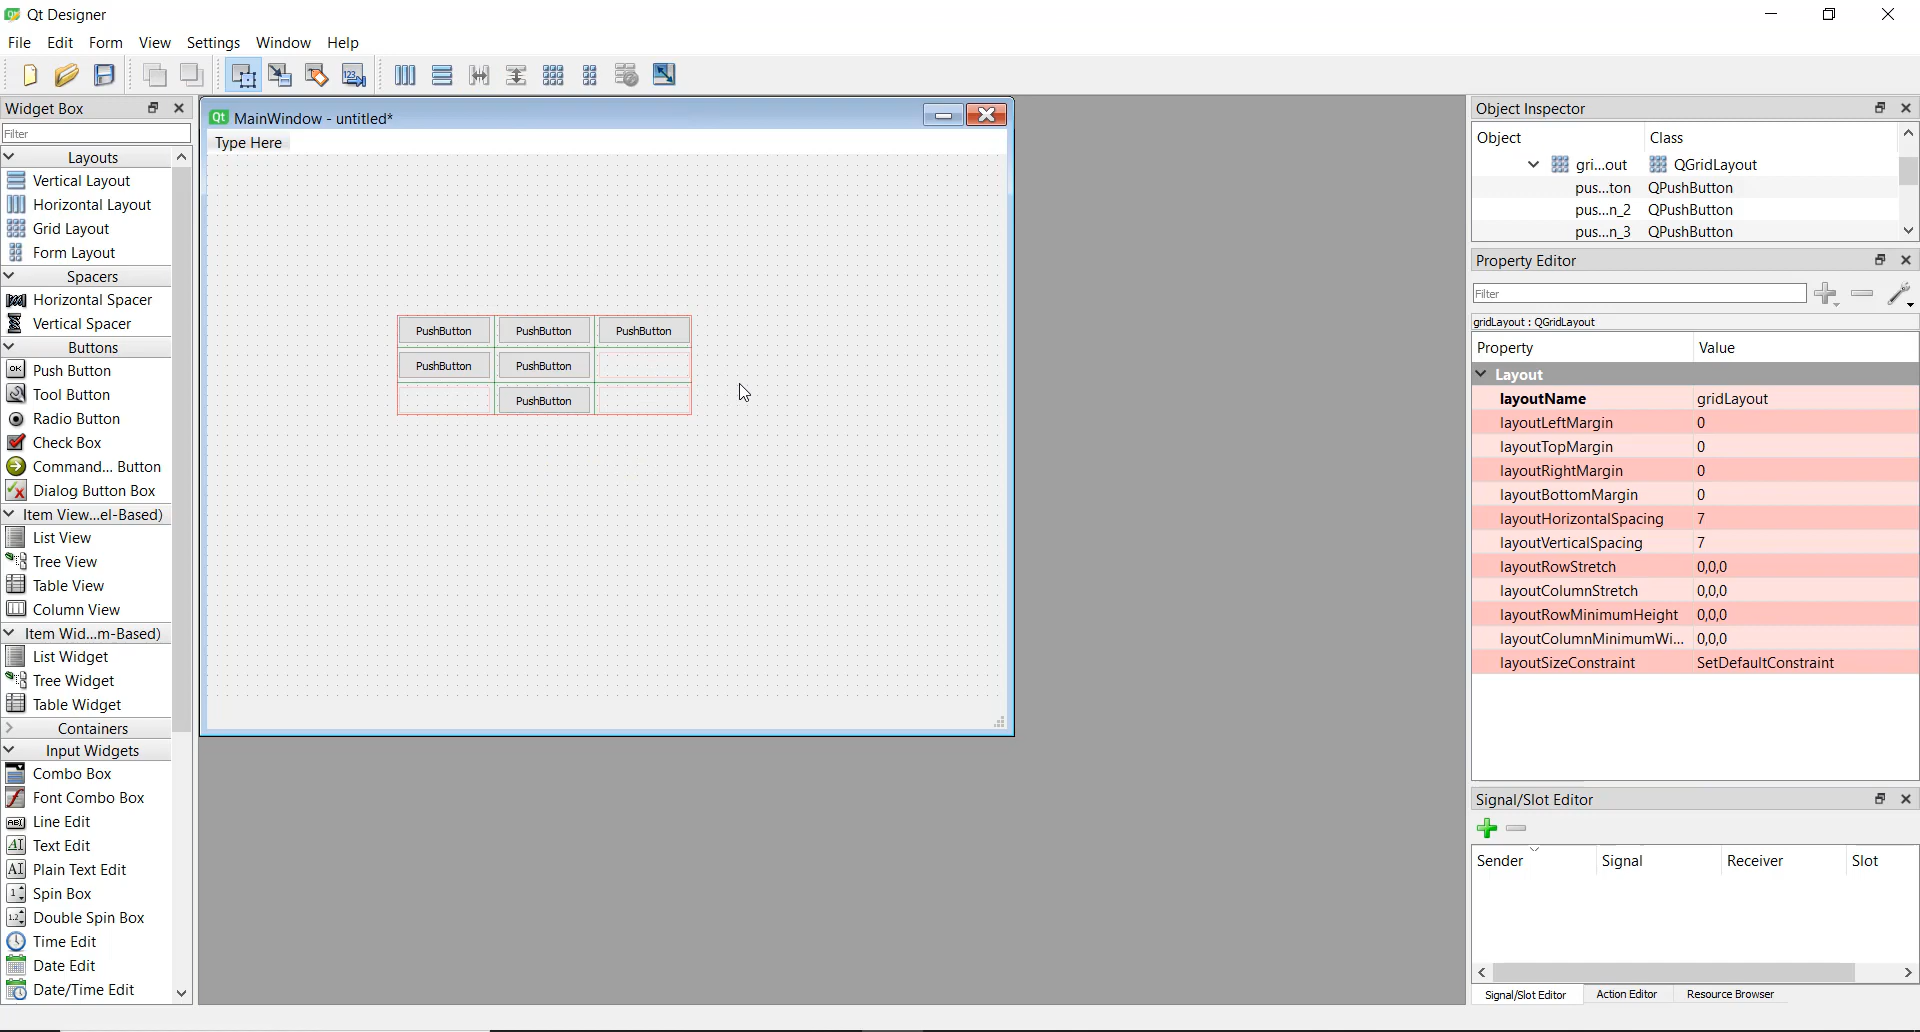 Qt Designer
File Edit Form View Settings Window Help
Widget Box
Filter
Layouts
Vertical Layout
Horizontal Layout
Grid Layout
Form Layout
Spacers
Horizontal Spacer
Vertical Spacer
Buttons
Push Button
Tool Button
Radio Button
Check Box
Command... Button
Dialog Button Box
Item View...el-Based)
List View
Tree View
Table View
Column View
Item Wid...m-Based)
List Widget
Tree Widget
Table Widget
Containers
Input Widgets
Combo Box
Font Combo Box
Line Edit
Text Edit
Plain Text Edit
Spin Box
Double Spin Box
Time Edit
Date Edit
Date/Time Edit
MainWindow - untitled*
Type Here
PushButton PushButton PushButton
PushButton PushButton
PushButton
Object Inspector
Object Class
gri...out QGridLayout
pus...ton QPushButton
pus...n_2 QPushButton
pus...n_3 QPushButton
Property Editor
Filter
gridLayout : QGridLayout
Property Value
Layout
layoutName gridLayout
layoutLeftMargin 0
layoutTopMargin 0
layoutRightMargin 0
layoutBottomMargin 0
layoutHorizontalSpacing 7
layoutVerticalSpacing 7
layoutRowStretch 0,0,0
layoutColumnStretch 0,0,0
layoutRowMinimumHeight 0,0,0
layoutColumnMinimumWi... 0,0,0
layoutSizeConstraint SetDefaultConstraint
Signal/Slot Editor
Sender Signal Receiver Slot
Signal/Slot Editor Action Editor Resource Browser